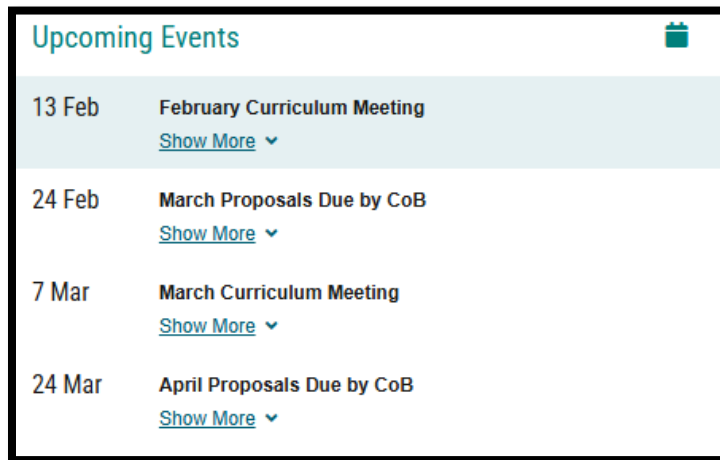 Upcoming Events
13 Feb February Curriculum Meeting
Show More
24 Feb March Proposals Due by CoB
Show More
7 Mar March Curriculum Meeting
Show More
24 Mar April Proposals Due by CoB
Show More